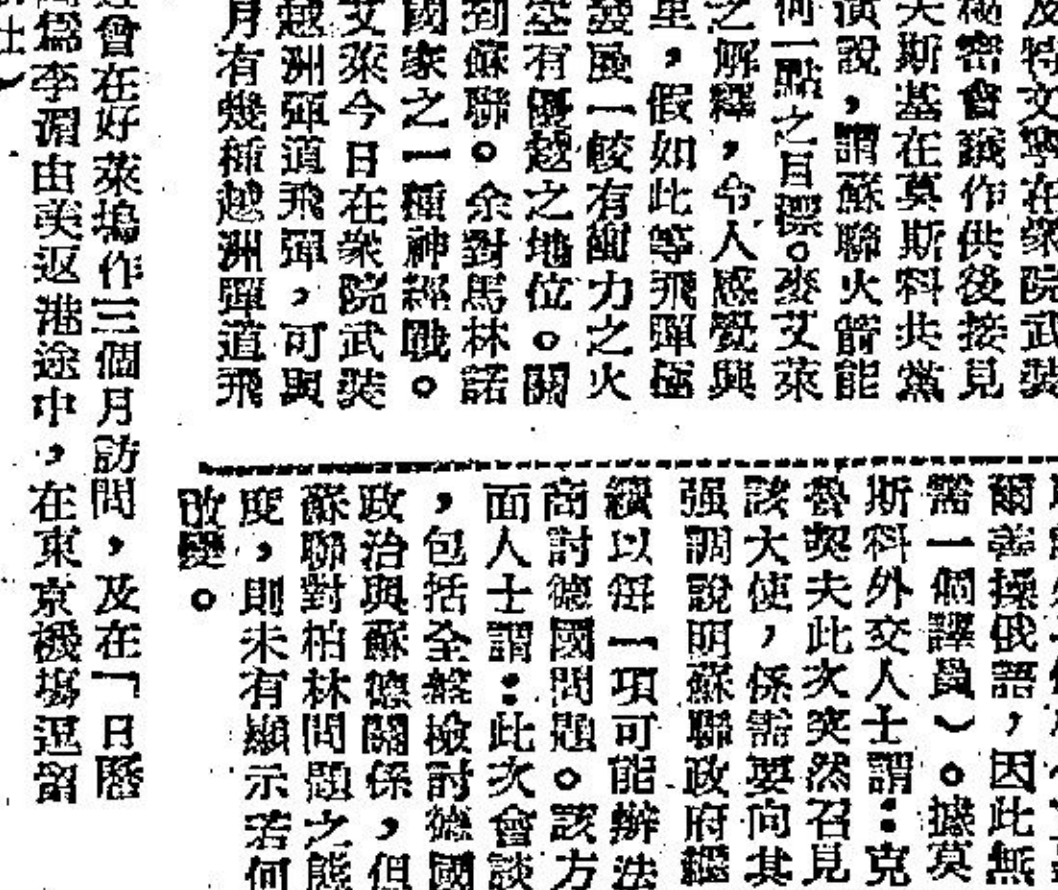 及特文寧在衆院武裝
秘密會議作供後接見
夫斯基在莫斯科共黨
演說，謂蘇聯火箭能
何一點之目標。麥艾萊
之解釋，令人感覺與
里，假如此等飛彈極
發展一較有衝力之火
至有優越之地位。關
到蘇聯。余對馬林諾
國家之一種神經戰。
艾萊今日在衆院武裝
越洲彈道飛彈，可與
月有幾種越洲彈道飛
爾善操俄語，因此無
需一個譯員）。據莫
斯科外交人士謂：克
魯契夫此次突然召見
該大使，係需要向其
强調說明蘇聯政府繼
續以謀一項可能辦法
商討德國問題。該方
面人士謂：此次會談
，包括全盤檢討德國
政治與蘇德關係，但
蘇聯對柏林問題之態
度，則未有顯示若何
改變。
會在好萊塢作三個月訪問，及在「日曆
爲李湄由美返港途中，在東京機場逗留
社）